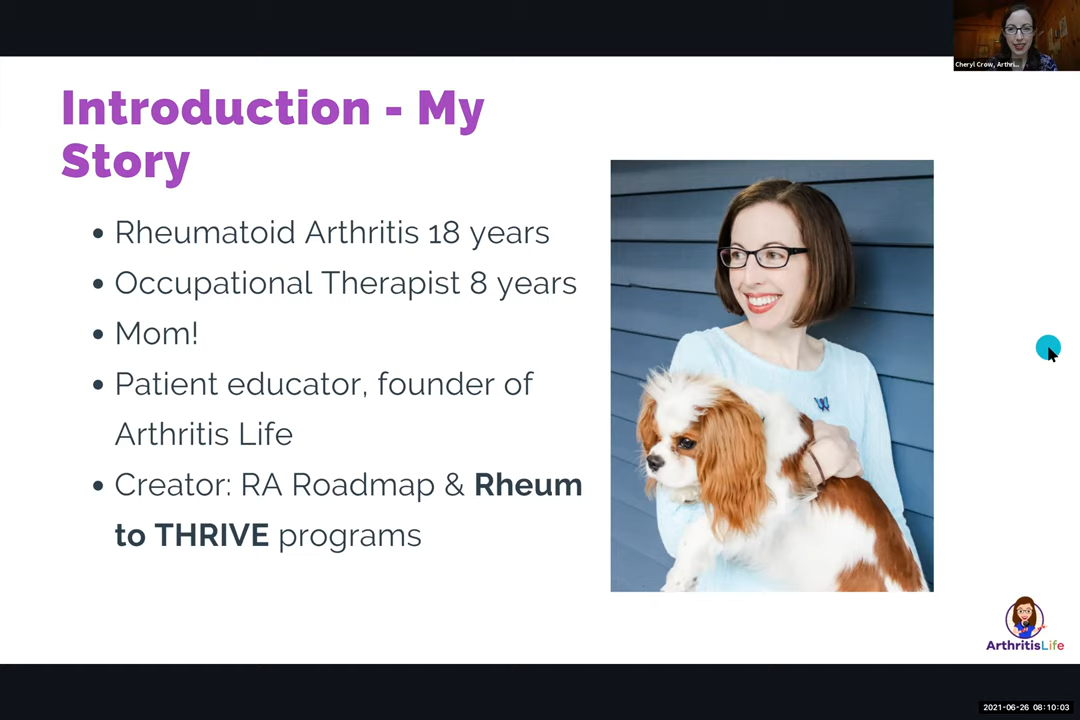 Cheryl Crow, Arthri...
Introduction - My
Story
• Rheumatoid Arthritis 18 years
• Occupational Therapist 8 years
• Mom!
• Patient educator, founder of
Arthritis Life
• Creator: RA Roadmap & Rheum
to THRIVE programs
ArthritisLife
2021-06-26 08:10:03